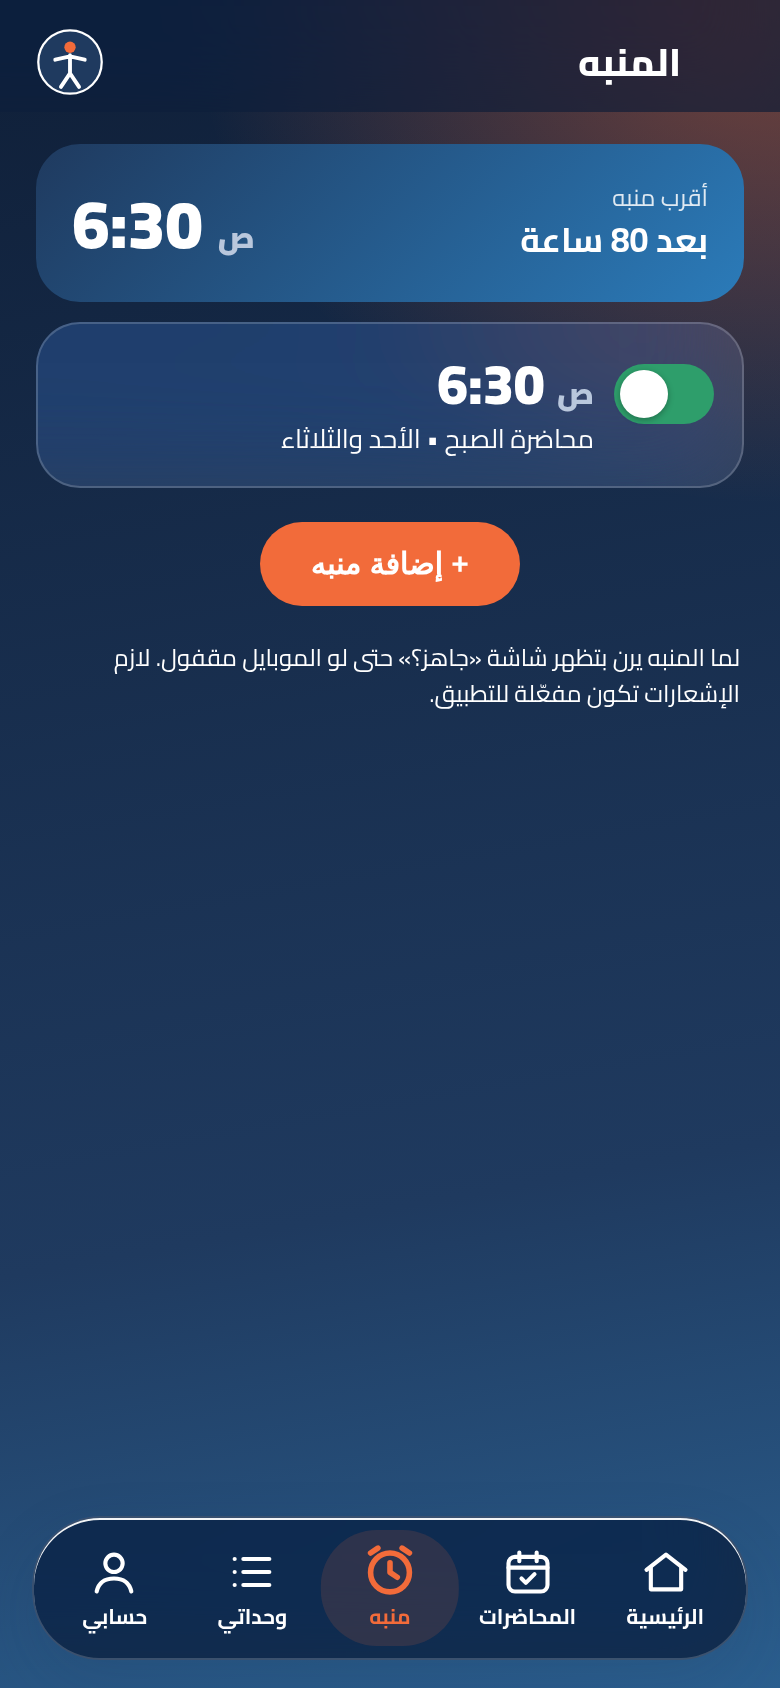 المنبه
أقرب منبه
بعد 80 ساعة
6:30 ص
6:30 ص
محاضرة الصبح • الأحد والثلاثاء
+ إضافة منبه
لما المنبه يرن بتظهر شاشة «جاهز؟» حتى لو الموبايل مقفول. لازم
الإشعارات تكون مفعّلة للتطبيق.
الرئيسية
المحاضرات
منبه
وحداتي
حسابي